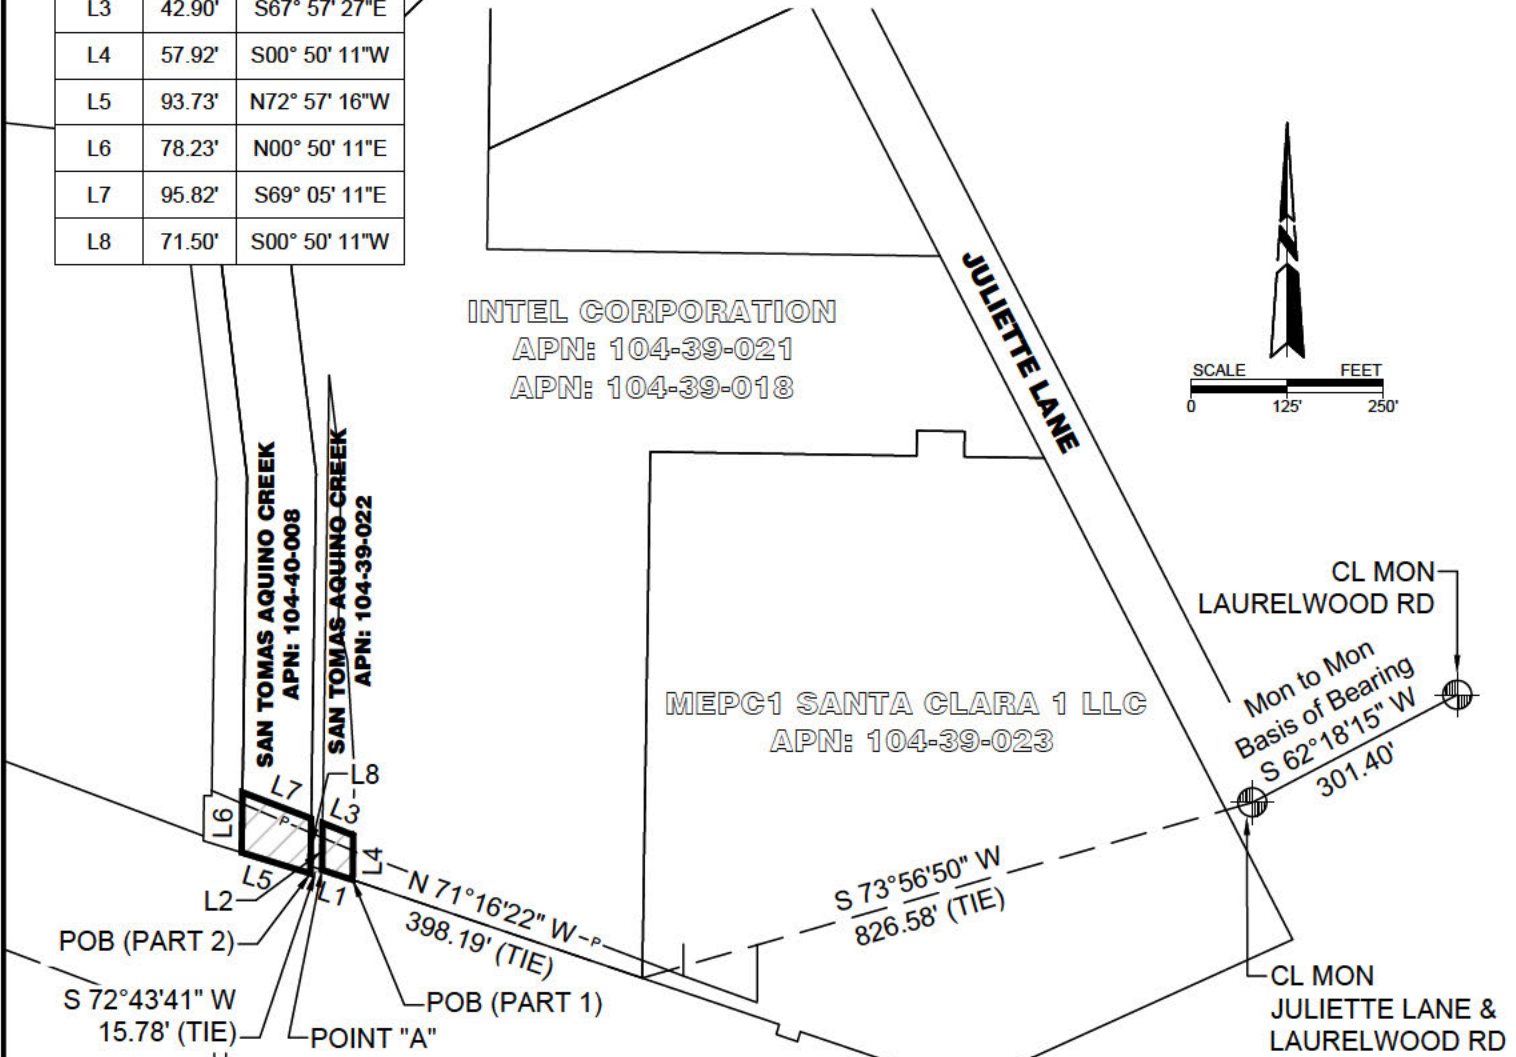 L3 42.90' S67° 57' 27"E
L4 57.92' S00° 50' 11"W
L5 93.73' N72° 57' 16"W
L6 78.23' N00° 50' 11"E
L7 95.82' S69° 05' 11"E
L8 71.50' S00° 50' 11"W
INTEL CORPORATION
APN: 104-39-021
APN: 104-39-018
JULIETTE LANE
N
SCALE FEET
0 125' 250'
SAN TOMAS AQUINO CREEK
APN: 104-40-008
SAN TOMAS AQUINO CREEK
APN: 104-39-022
CL MON
LAURELWOOD RD
Mon to Mon
Basis of Bearing
S 62°18'15" W
301.40'
MEPC1 SANTA CLARA 1 LLC
APN: 104-39-023
L8
L7
L3
L6
P
L4
L5
L1
L2
N 71°16'22" W
P
398.19' (TIE)
S 73°56'50" W
826.58' (TIE)
POB (PART 2)
S 72°43'41" W
15.78' (TIE)
POINT "A"
POB (PART 1)
CL MON
JULIETTE LANE &
LAURELWOOD RD